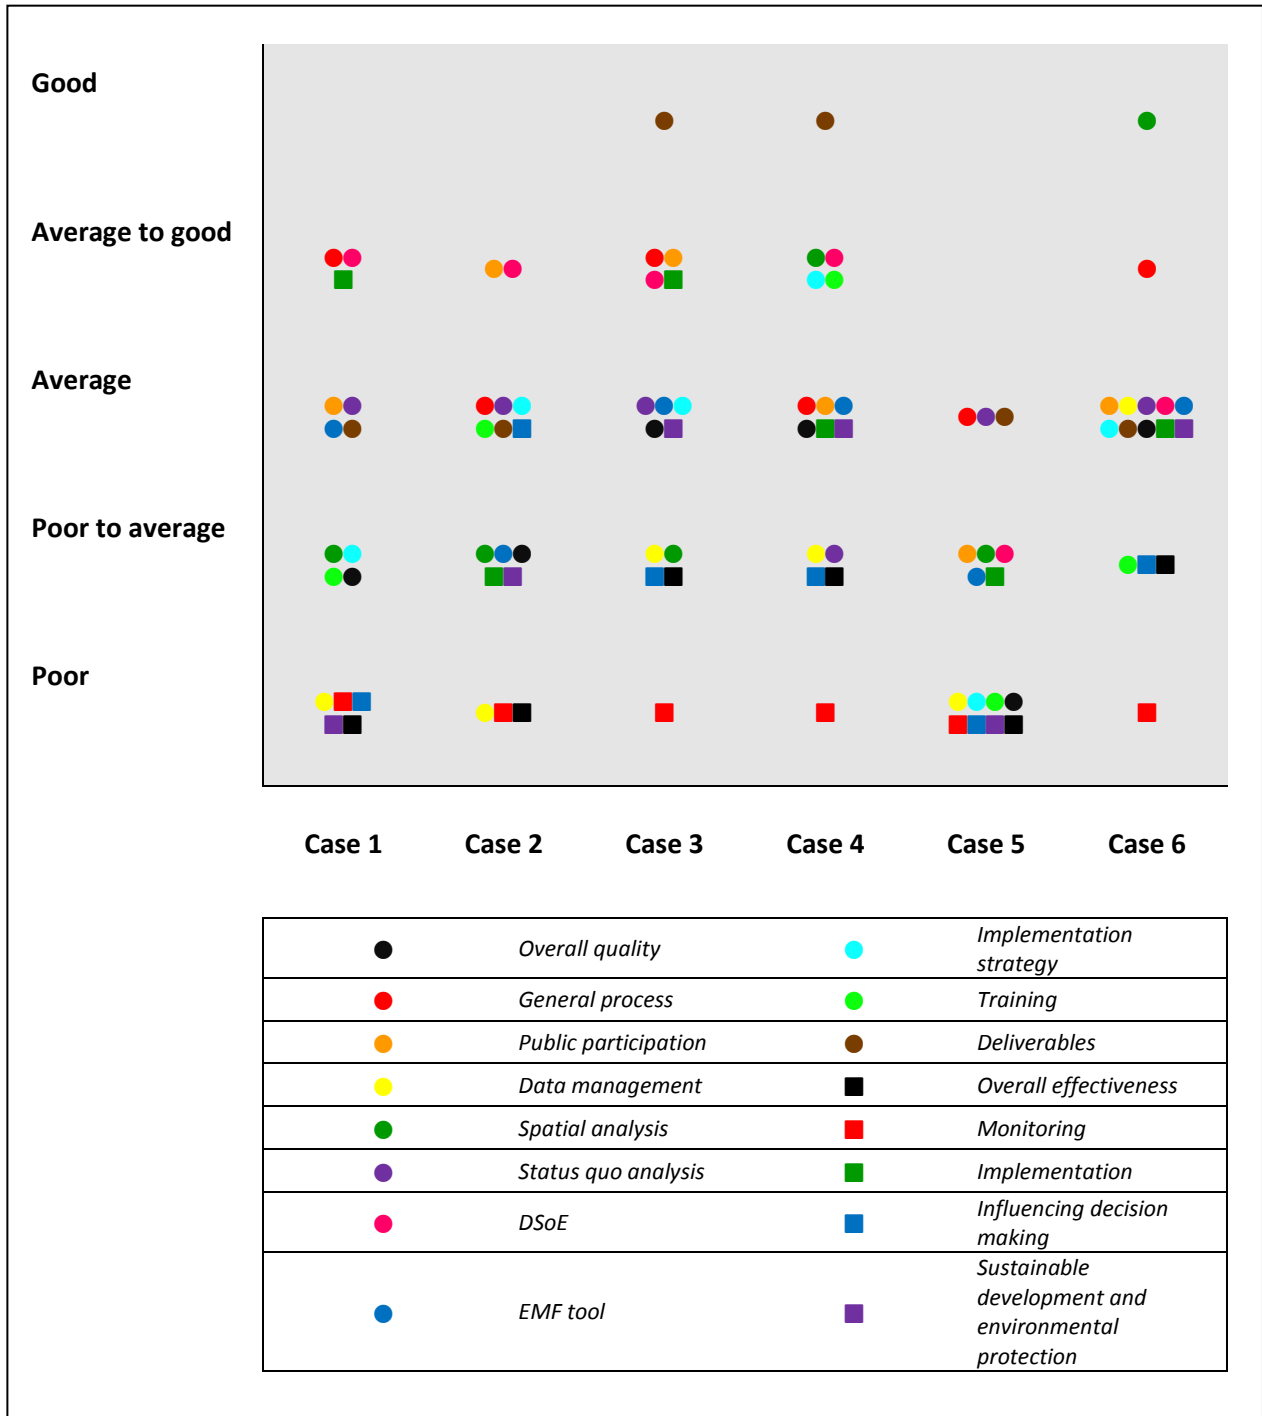 Good
Average to good
Average
Poor to average
Poor
Case 1 Case 2 Case 3 Case 4 Case 5 Case 6
Overall quality
Implementation
strategy
General process
Training
Public participation
Deliverables
Data management
Overall effectiveness
Spatial analysis
Monitoring
Status quo analysis
Implementation
DSoE
Influencing decision
making
EMF tool
Sustainable
development and
environmental
protection